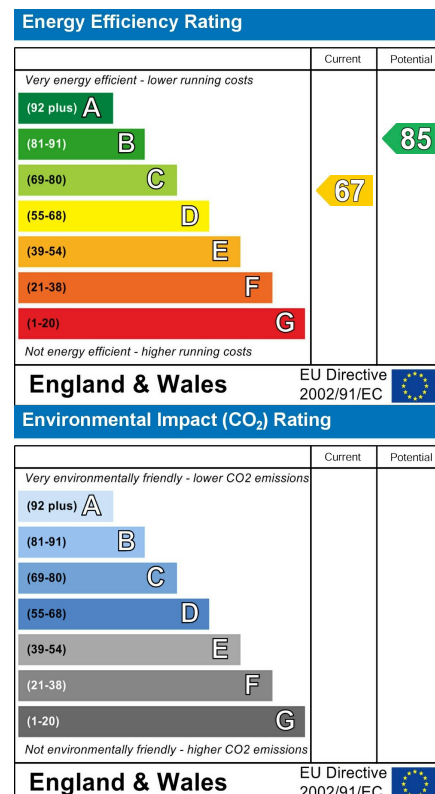 Energy Efficiency Rating
Current Potential
Very energy efficient - lower running costs
(92 plus) A
(81-91) B
85
(69-80) C
67
(55-68) D
(39-54) E
(21-38) F
(1-20) G
Not energy efficient - higher running costs
England & Wales
EU Directive
2002/91/EC
Environmental Impact (CO₂) Rating
Current Potential
Very environmentally friendly - lower CO2 emissions
(92 plus) A
(81-91) B
(69-80) C
(55-68) D
(39-54) E
(21-38) F
(1-20) G
Not environmentally friendly - higher CO2 emissions
England & Wales
EU Directive
2002/91/EC